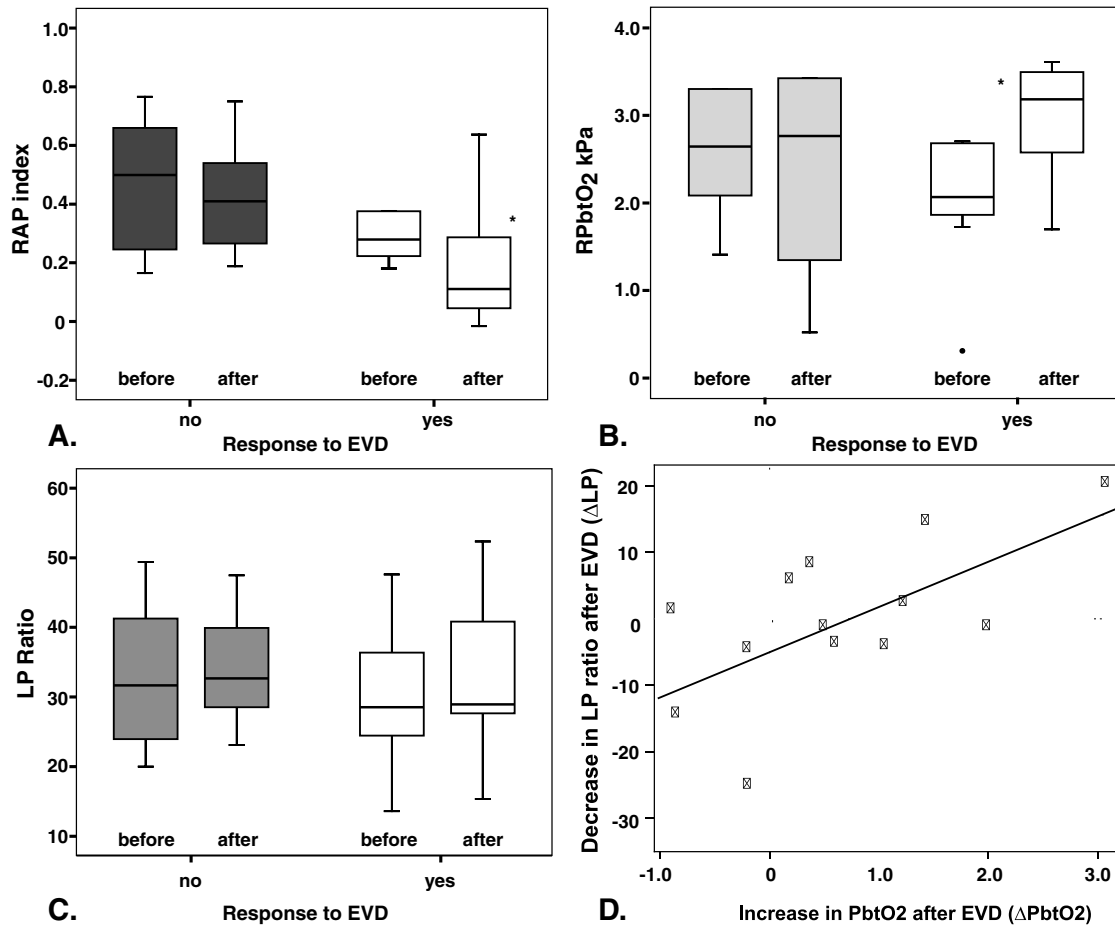 1.0
0.8
0.6
0.4
0.2
0
-0.2
RAP index
before after before after
no yes
A. Response to EVD
4.0
3.0
2.0
1.0
0
RPbtO2 kPa
*
*
before after before after
no yes
B. Response to EVD
60
50
40
30
20
10
LP Ratio
before after before after
no yes
C. Response to EVD
20
10
0
-10
-20
-30
Decrease in LP ratio after EVD (ΔLP)
-1.0 0 1.0 2.0 3.0
D. Increase in PbtO2 after EVD (ΔPbtO2)